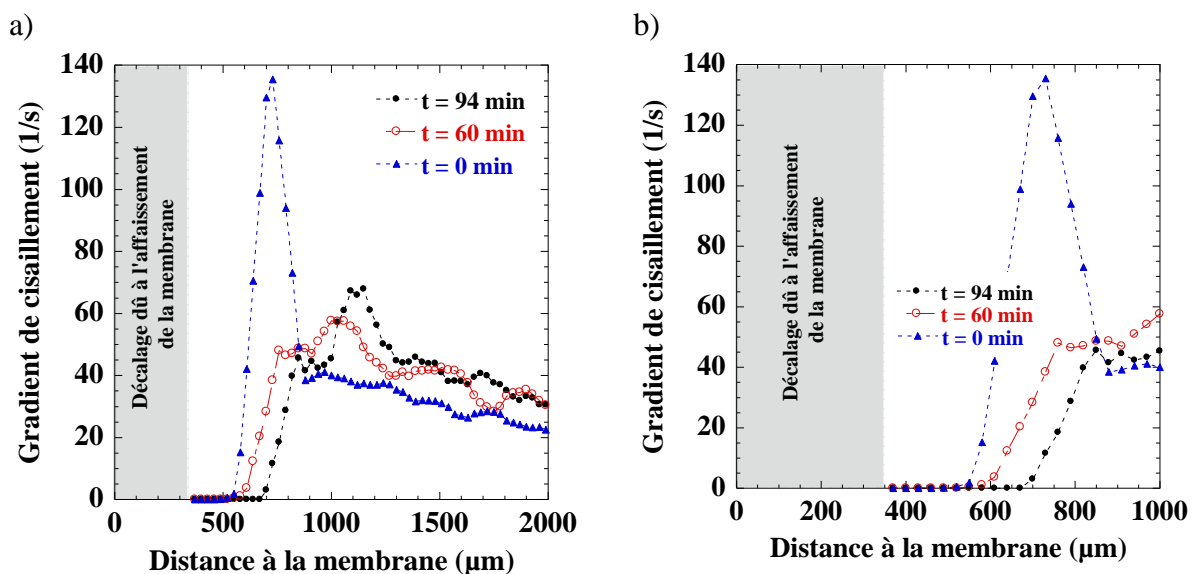 a)
Gradient de cisaillement (1/s)
140
120
100
80
60
40
20
0
Décalage dû à l'affaissement
de la membrane
t = 94 min
t = 60 min
t = 0 min
0 500 1000 1500 2000
Distance à la membrane (µm)
b)
Gradient de cisaillement (1/s)
140
120
100
80
60
40
20
0
Décalage dû à l'affaissement
de la membrane
t = 94 min
t = 60 min
t = 0 min
0 200 400 600 800 1000
Distance à la membrane (µm)